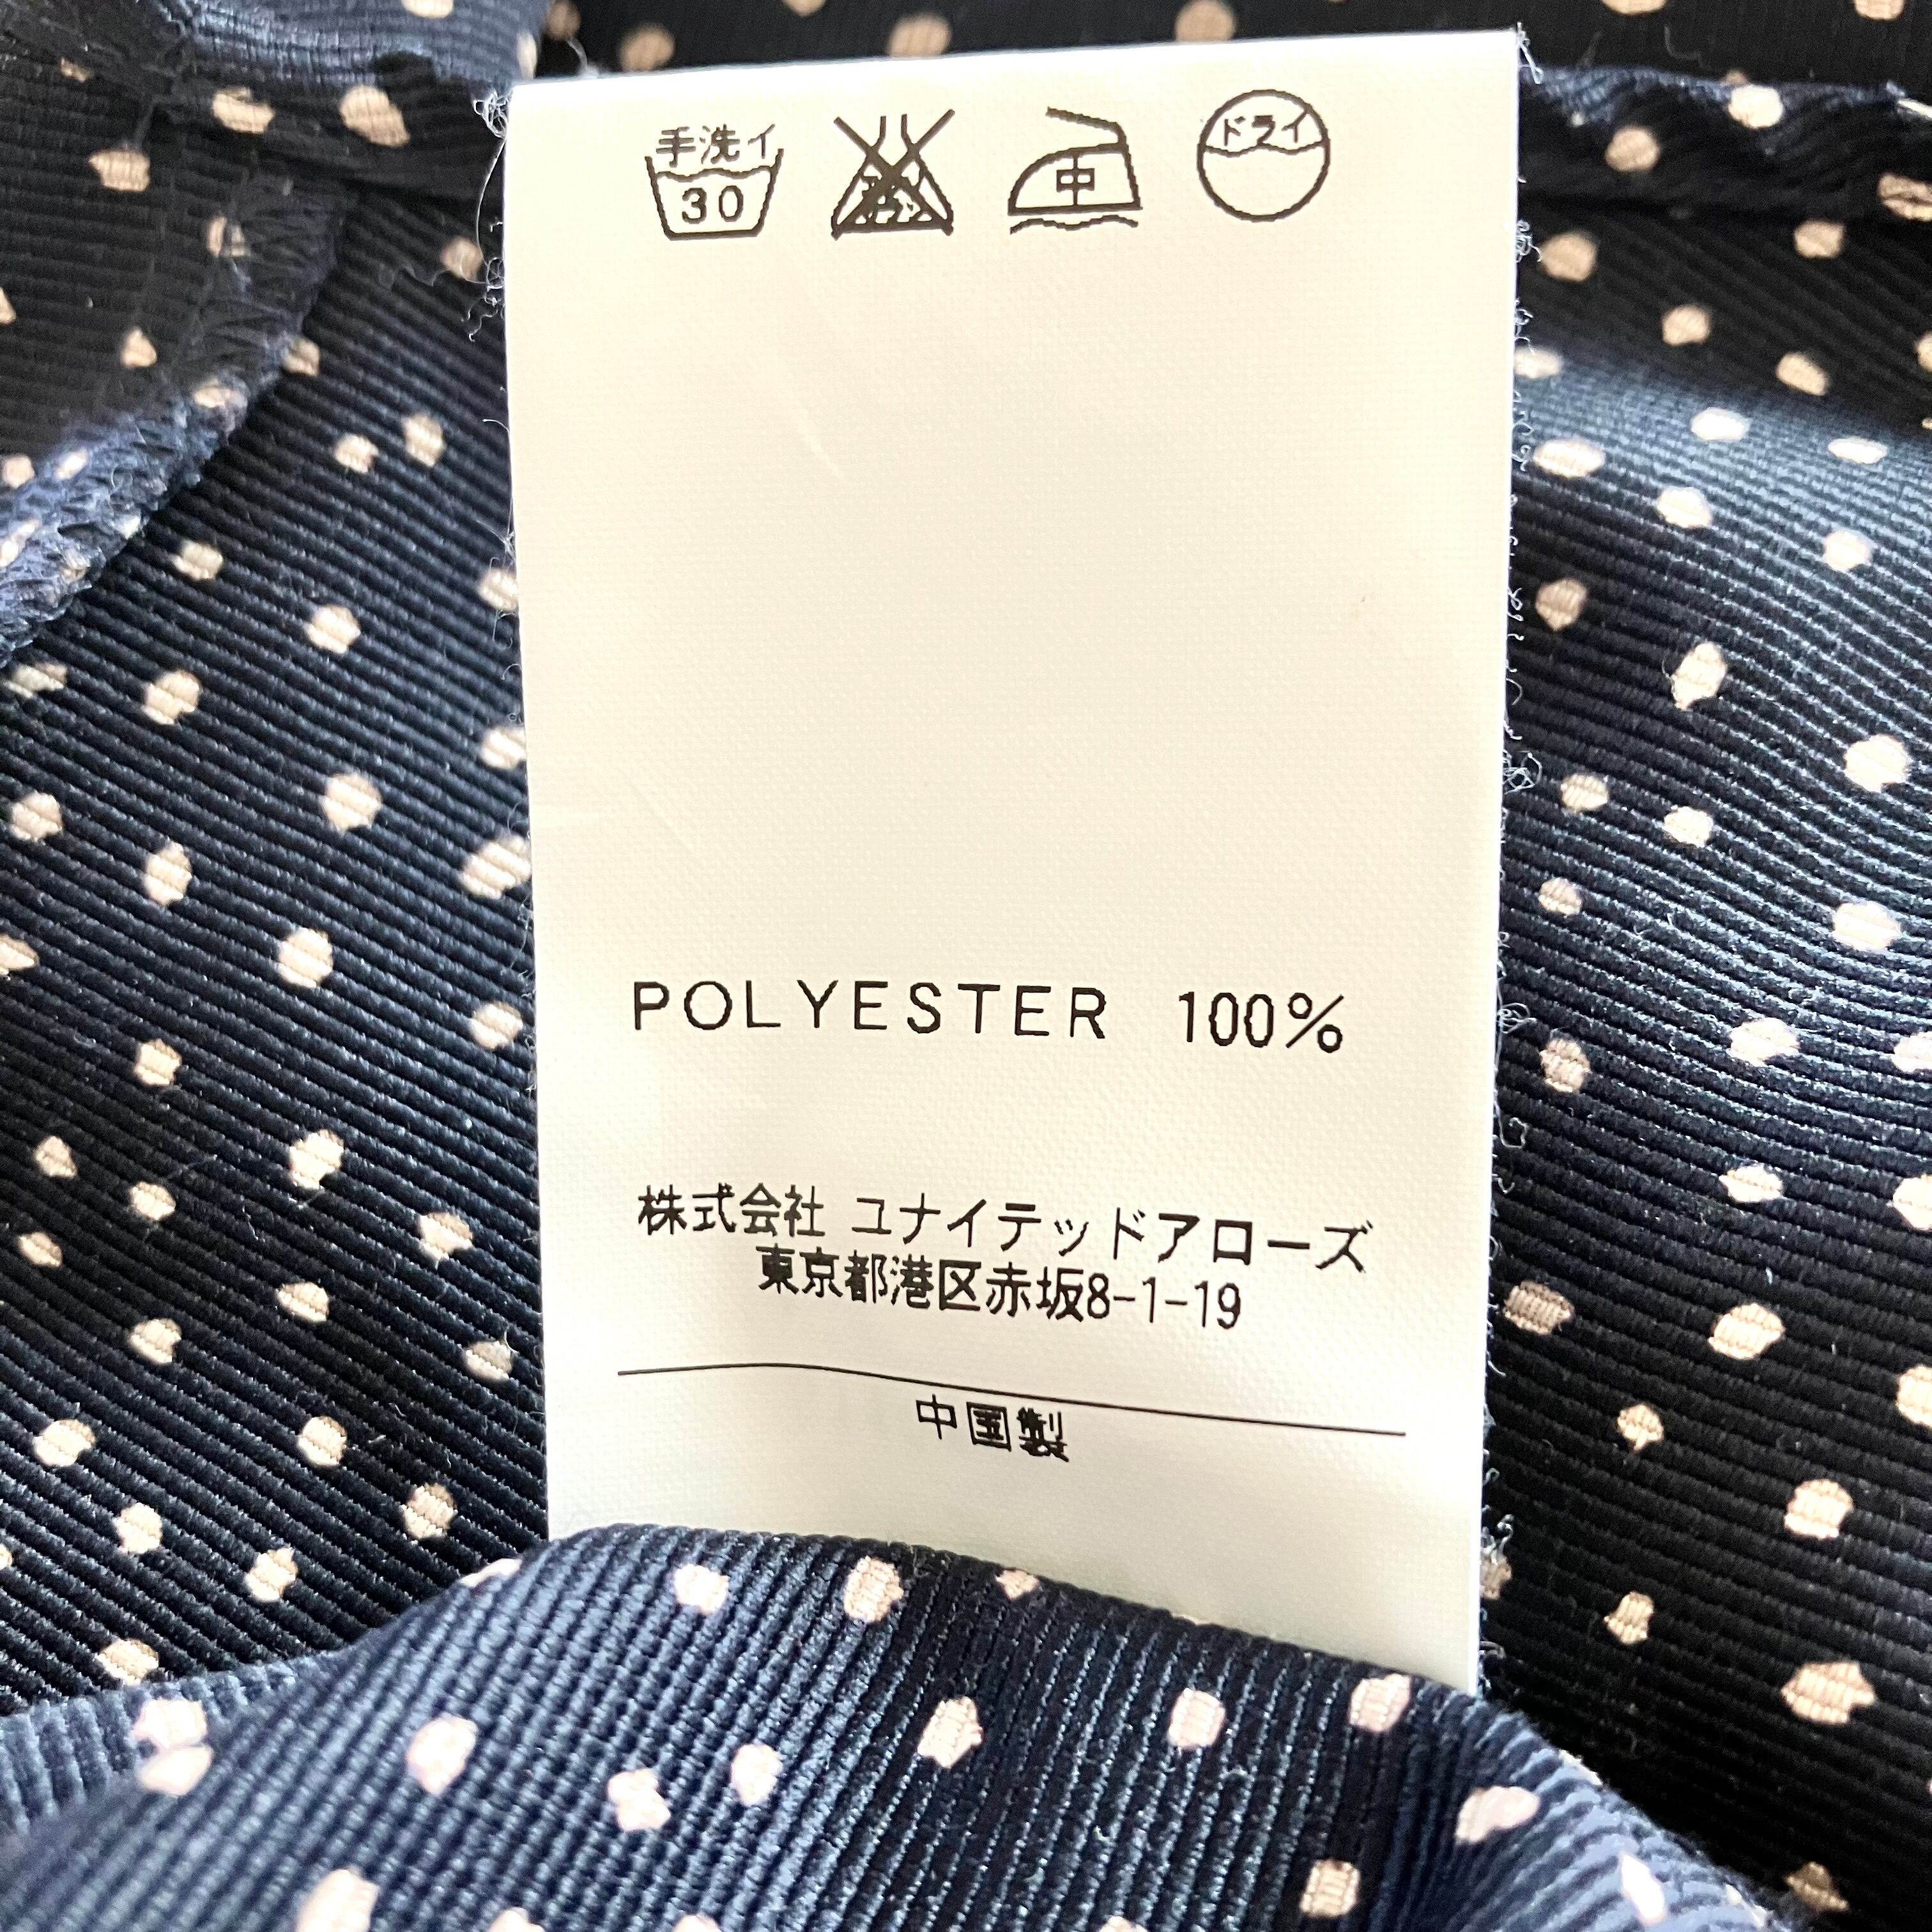 手洗イ
30
中
ドライ
POLYESTER 100%
株式会社 ユナイテッドアローズ
東京都港区赤坂8-1-19
中国製